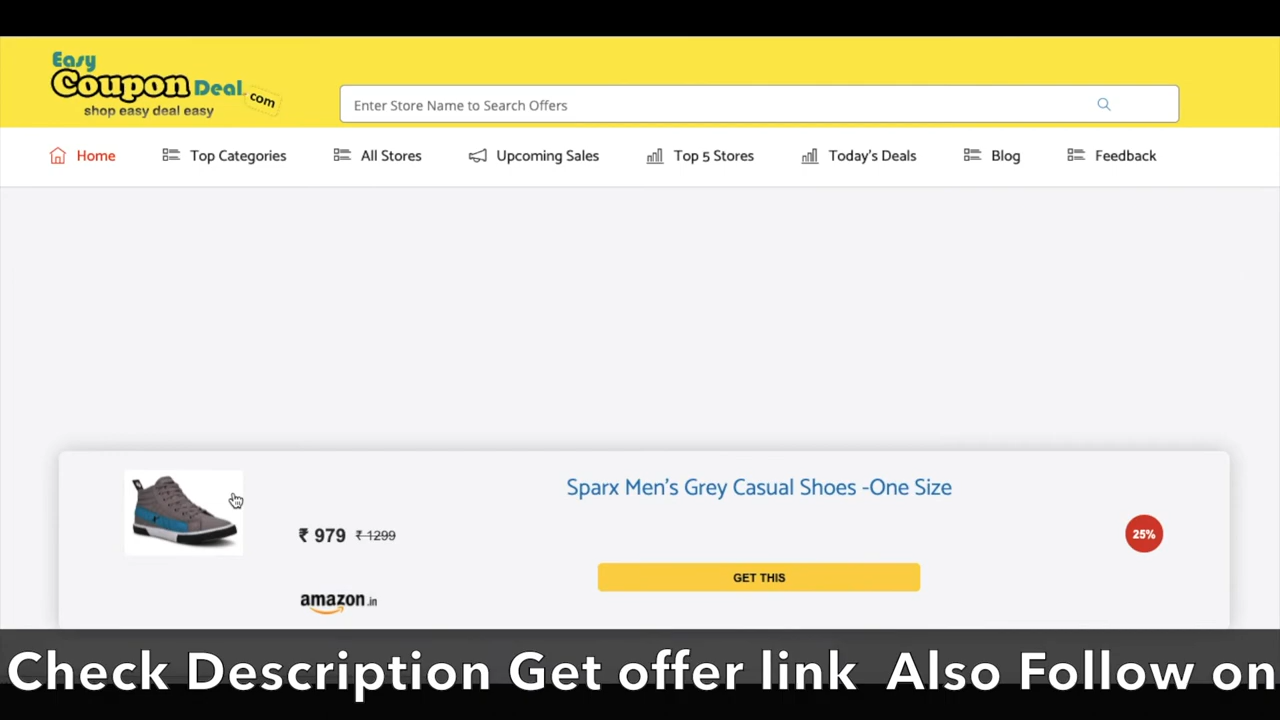 Easy
Coupon Deal.com
shop easy deal easy
Enter Store Name to Search Offers
Home Top Categories All Stores Upcoming Sales Top 5 Stores Today's Deals Blog Feedback
Sparx Men's Grey Casual Shoes -One Size
₹ 979 ₹ 1299
25%
GET THIS
amazon.in
Check Description Get offer link Also Follow on